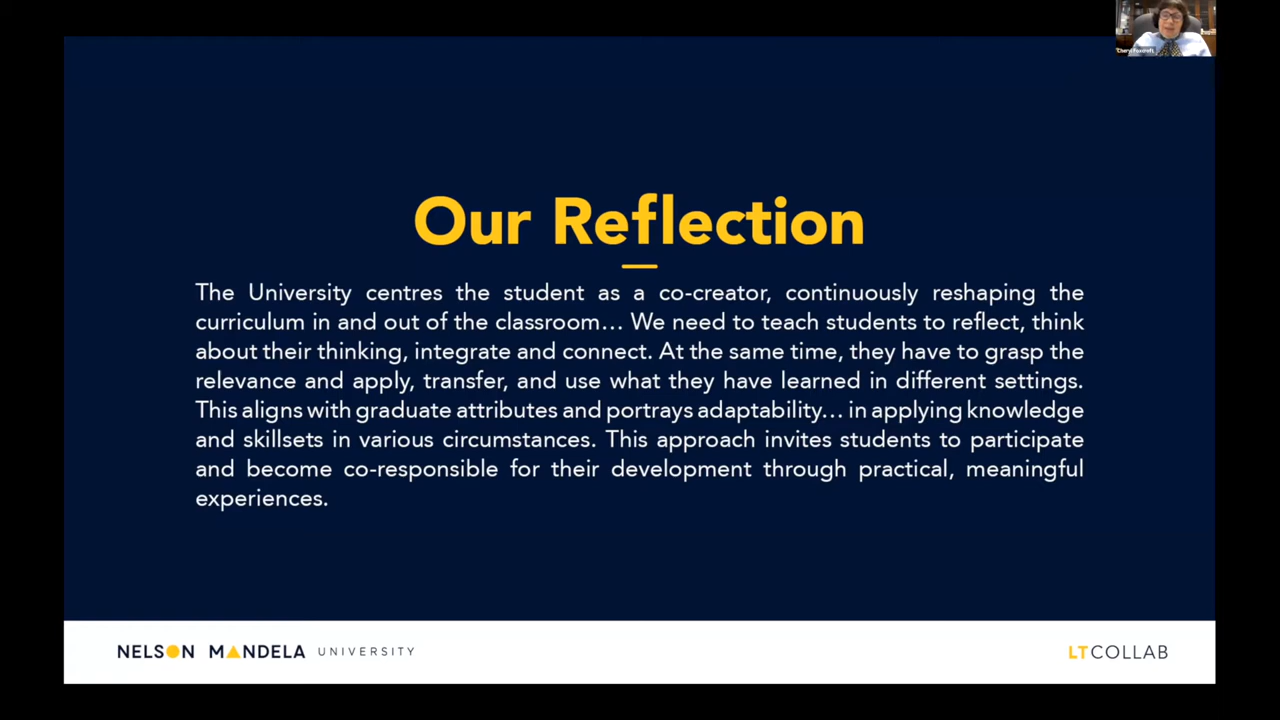 Cheryl Foxcroft
Our Reflection
The University centres the student as a co-creator, continuously reshaping the
curriculum in and out of the classroom... We need to teach students to reflect, think
about their thinking, integrate and connect. At the same time, they have to grasp the
relevance and apply, transfer, and use what they have learned in different settings.
This aligns with graduate attributes and portrays adaptability... in applying knowledge
and skillsets in various circumstances. This approach invites students to participate
and become co-responsible for their development through practical, meaningful
experiences.
NELSON MANDELA UNIVERSITY
LTCOLLAB